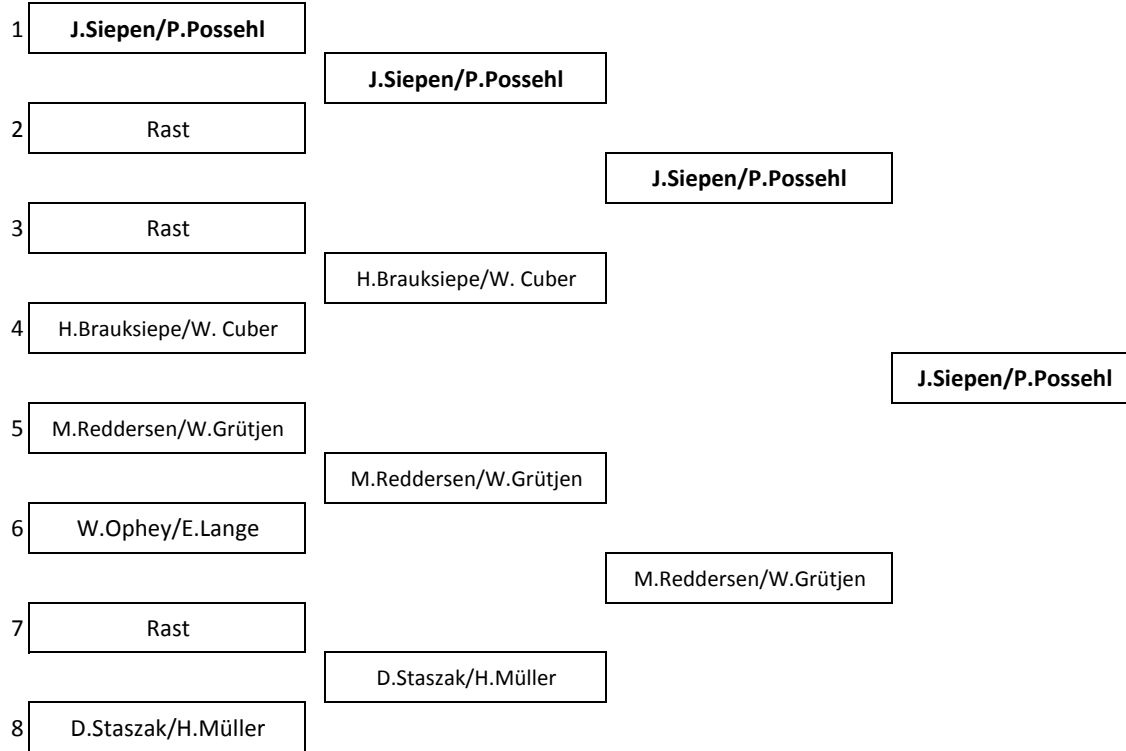 1 J.Siepen/P.Possehl
J.Siepen/P.Possehl
2 Rast
J.Siepen/P.Possehl
3 Rast
H.Brauksiepe/W. Cuber
4 H.Brauksiepe/W. Cuber
J.Siepen/P.Possehl
5 M.Reddersen/W.Grütjen
M.Reddersen/W.Grütjen
6 W.Ophey/E.Lange
M.Reddersen/W.Grütjen
7 Rast
D.Staszak/H.Müller
8 D.Staszak/H.Müller